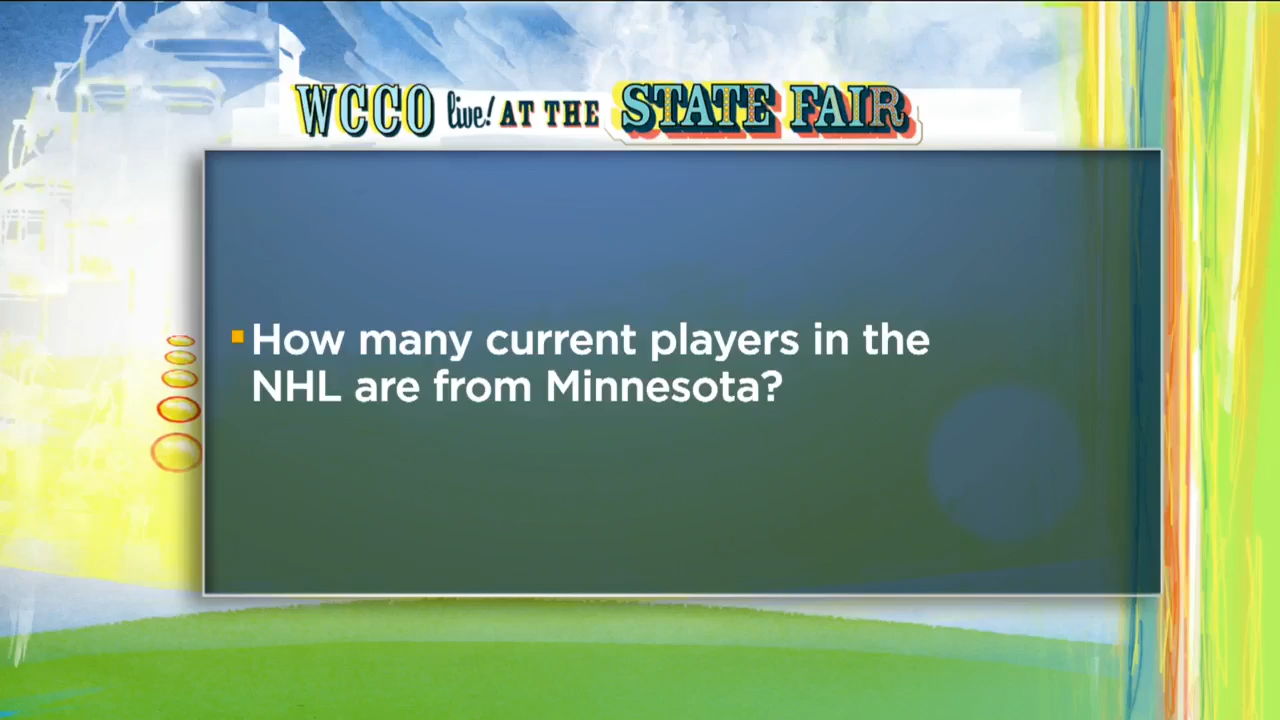 WCCO live! AT THE STATE FAIR
How many current players in the
NHL are from Minnesota?